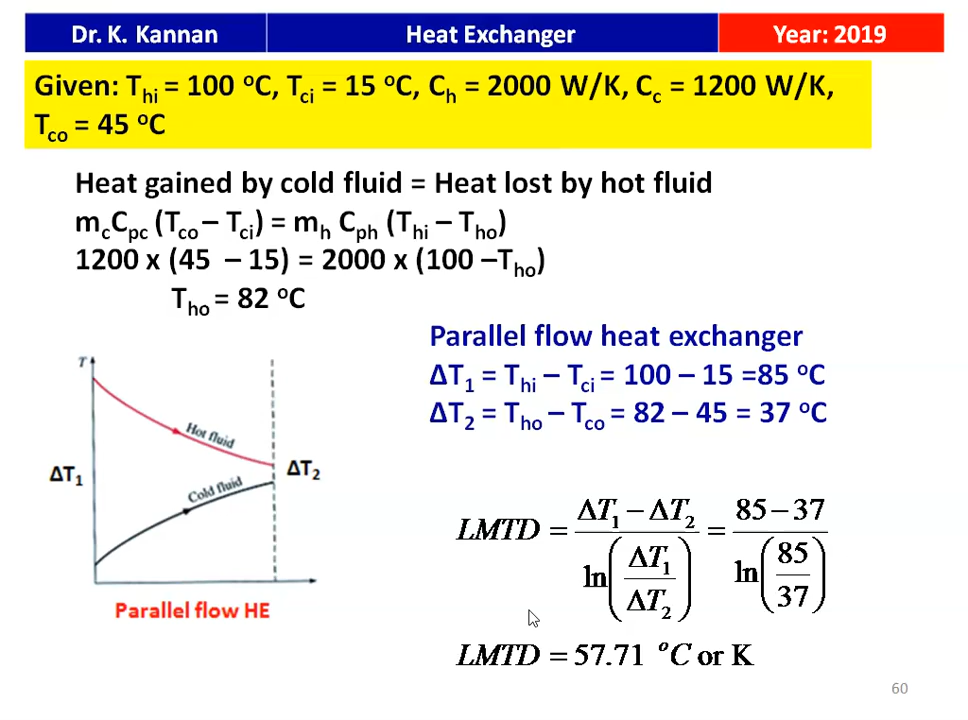 Dr. K. Kannan Heat Exchanger Year: 2019
Given: Thi = 100 ºC, Tci = 15 ºC, Ch = 2000 W/K, Cc = 1200 W/K,
Tco = 45 ºC
Heat gained by cold fluid = Heat lost by hot fluid
mcCpc (Tco – Tci) = mh Cph (Thi – Tho)
1200 x (45 – 15) = 2000 x (100 –Tho)
Tho = 82 ºC
Parallel flow heat exchanger
ΔT1 = Thi – Tci = 100 – 15 =85 ºC
ΔT2 = Tho – Tco = 82 – 45 = 37 ºC
T
Hot fluid
ΔT1
ΔT2
Cold fluid
Parallel flow HE
LMTD = (ΔT1 – ΔT2) / ln(ΔT1 / ΔT2) = (85 – 37) / ln(85 / 37)
LMTD = 57.71 ºC or K
60